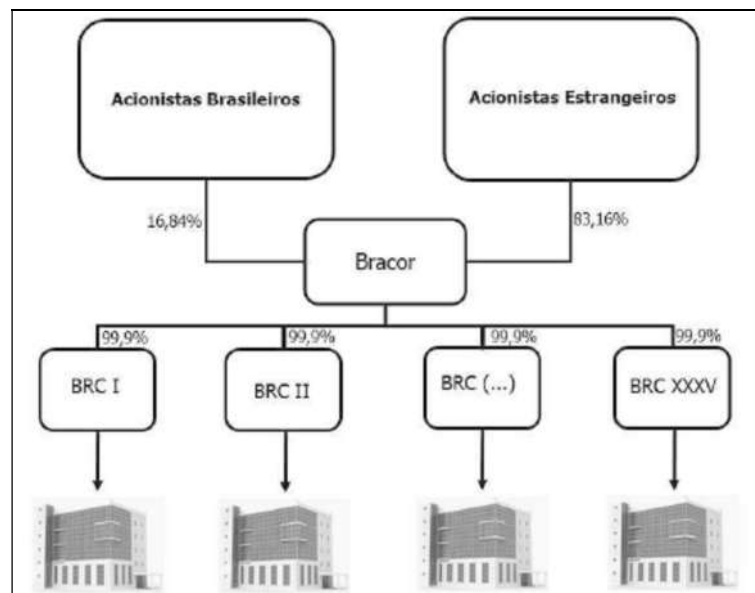 Acionistas Brasileiros
Acionistas Estrangeiros
16,84%
83,16%
Bracor
99,9%
99,9%
99,9%
99,9%
BRC I
BRC II
BRC (...)
BRC XXXV